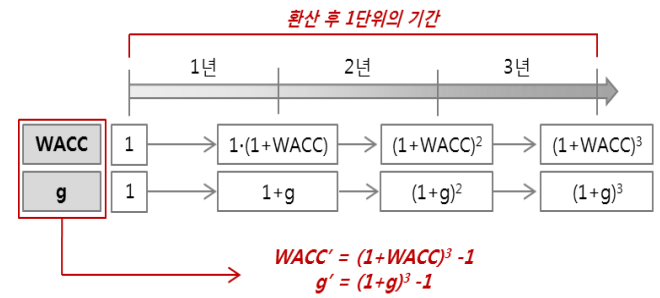 환산 후 1단위의 기간
1년 2년 3년
WACC 1 1·(1+WACC) (1+WACC)² (1+WACC)³
g 1 1+g (1+g)² (1+g)³
WACC′ = (1+WACC)³ -1
g′ = (1+g)³ -1